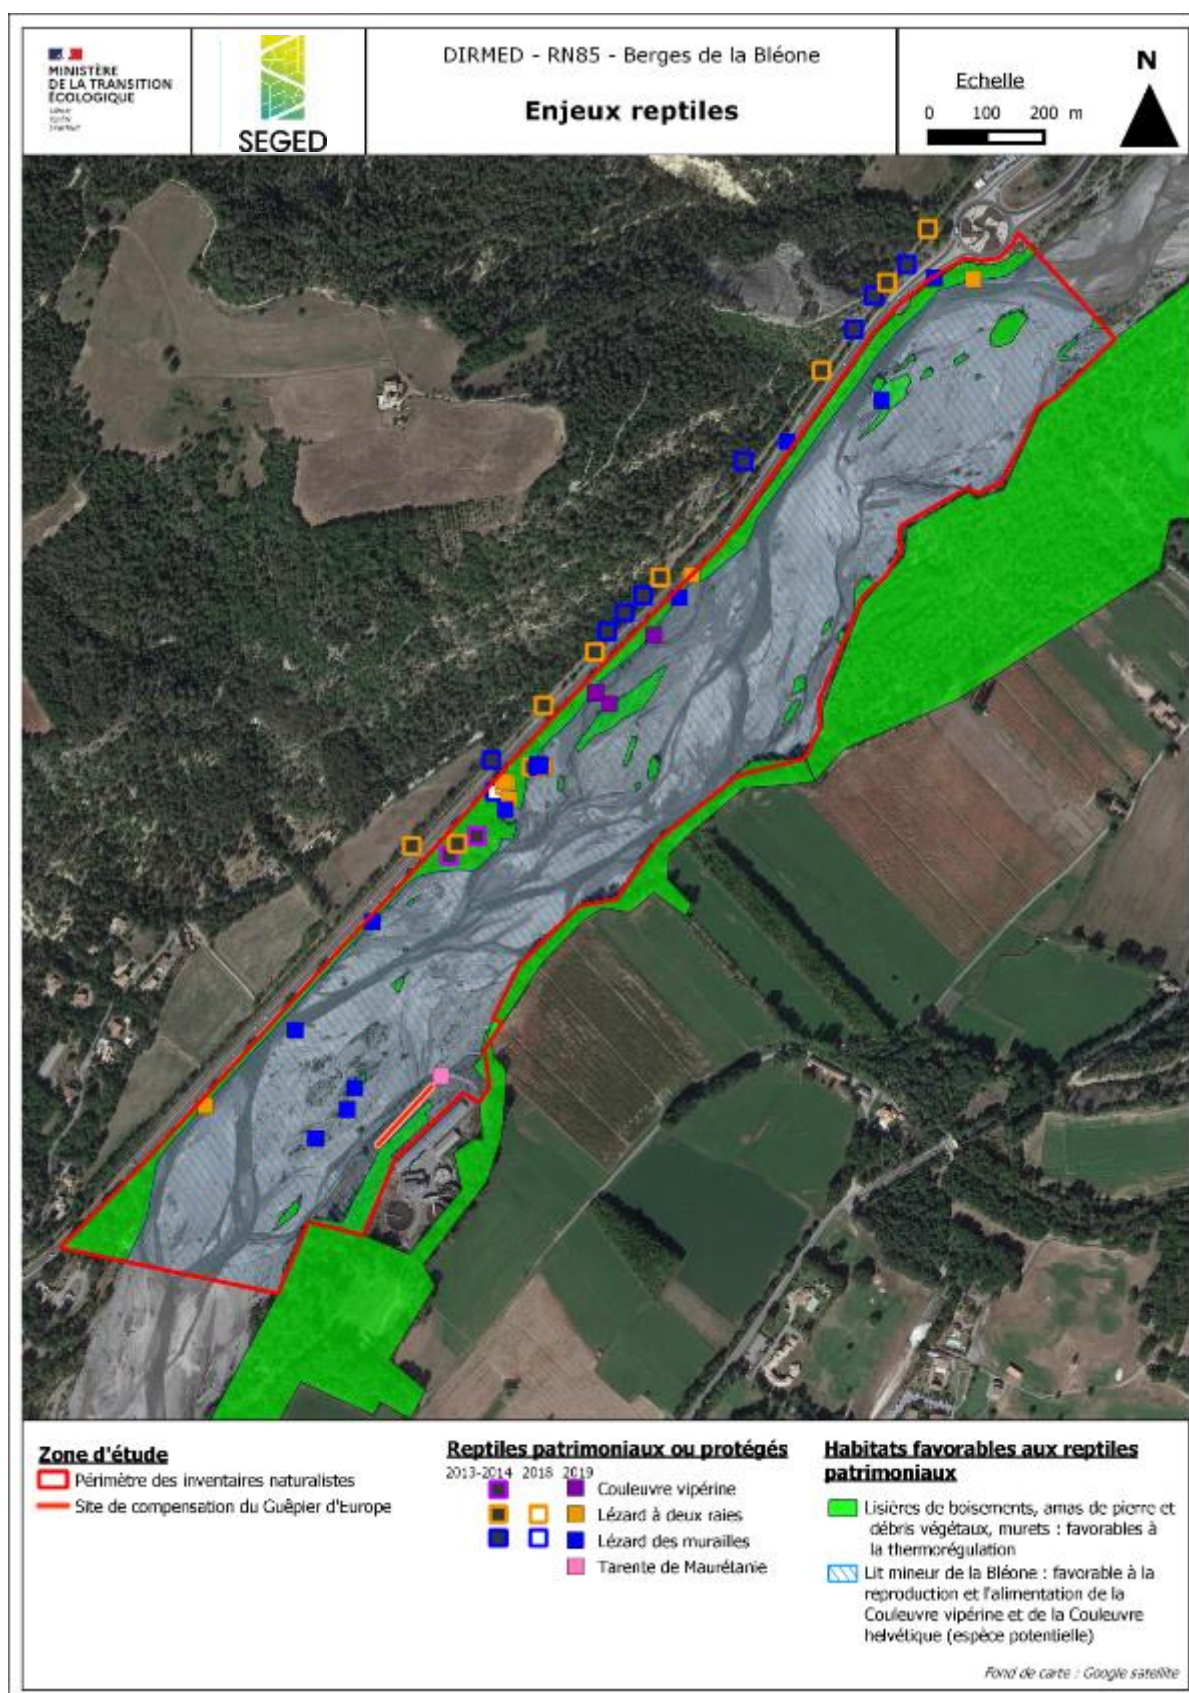 MINISTÈRE
DE LA TRANSITION
ÉCOLOGIQUE
SEGED
DIRMED - RN85 - Berges de la Bléone
Enjeux reptiles
Echelle
0 100 200 m
N
Zone d'étude
Périmètre des inventaires naturalistes
Site de compensation du Guêpier d'Europe
Reptiles patrimoniaux ou protégés
2013-2014 2018 2019
Couleuvre vipérine
Lézard à deux raies
Lézard des murailles
Tarente de Maurétanie
Habitats favorables aux reptiles
patrimoniaux
Lisières de boisements, amas de pierre et
débris végétaux, murets : favorables à
la thermorégulation
Lit mineur de la Bléone : favorable à la
reproduction et l'alimentation de la
Couleuvre vipérine et de la Couleuvre
helvétique (espèce potentielle)
Fond de carte : Google satellite